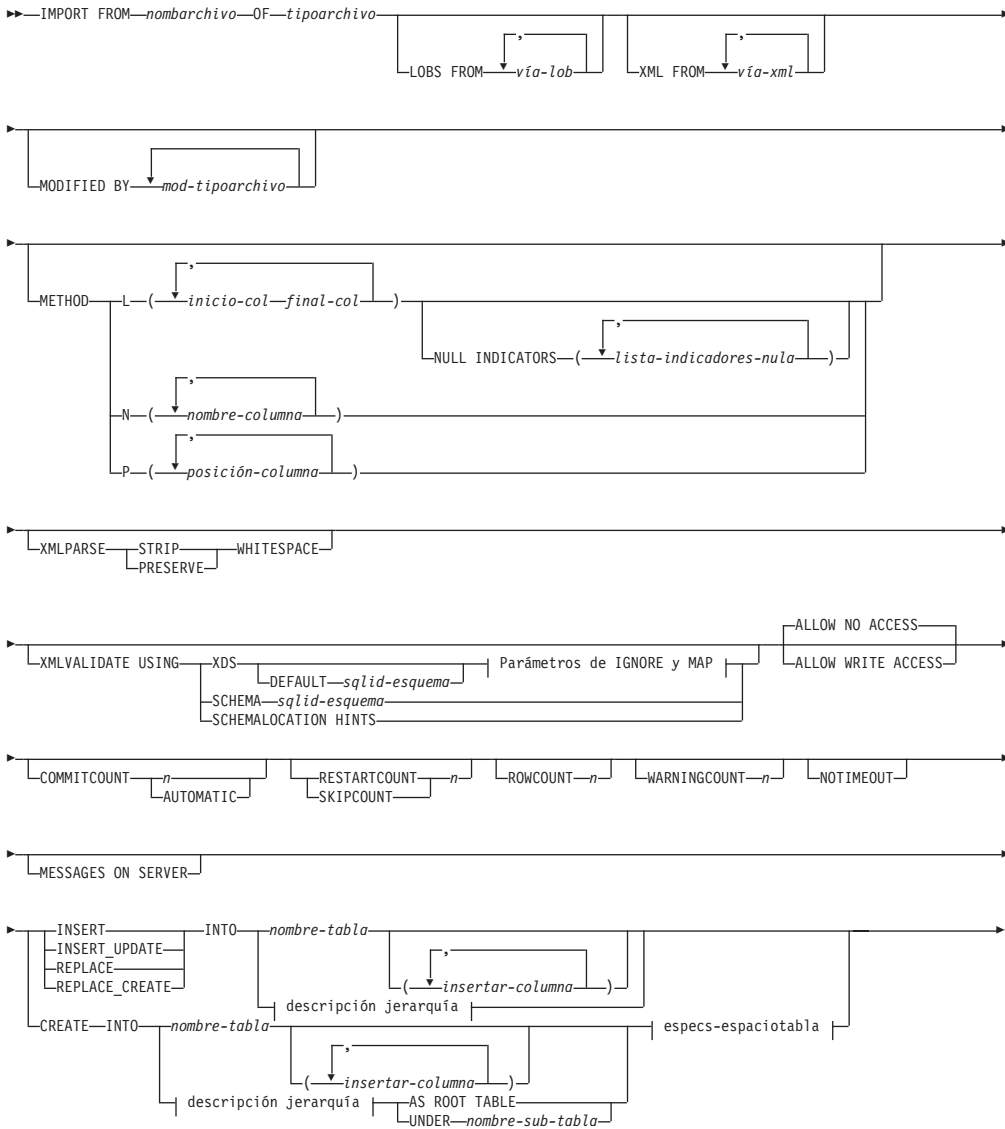 IMPORT FROM nombarchivo OF tipoarchivo
,
LOBS FROM vía-lob
,
XML FROM vía-xml
MODIFIED BY mod-tipoarchivo
METHOD L ( , inicio-col final-col )
NULL INDICATORS ( , lista-indicadores-nula )
N ( , nombre-columna )
P ( , posición-columna )
XMLPARSE STRIP WHITESPACE
PRESERVE
ALLOW NO ACCESS
XMLVALIDATE USING XDS Parámetros de IGNORE y MAP ALLOW WRITE ACCESS
DEFAULT sqlid-esquema
SCHEMA sqlid-esquema
SCHEMALOCATION HINTS
COMMITCOUNT n RESTARTCOUNT n ROWCOUNT n WARNINGCOUNT n NOTIMEOUT
AUTOMATIC SKIPCOUNT
MESSAGES ON SERVER
INSERT INTO nombre-tabla
INSERT_UPDATE ,
REPLACE ( insertar-columna )
REPLACE_CREATE
descripción jerarquía
CREATE INTO nombre-tabla especs-espaciotabla
,
( insertar-columna )
descripción jerarquía AS ROOT TABLE
UNDER nombre-sub-tabla